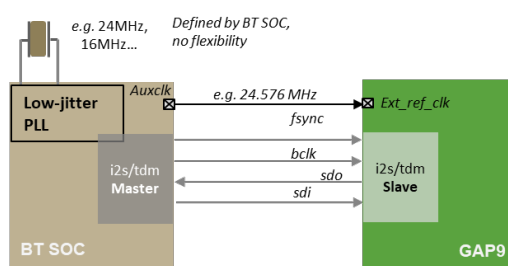 e.g. 24MHz,
16MHz...
Defined by BT SOC,
no flexibility
Low-jitter
PLL
Auxclk
e.g. 24.576 MHz
Ext_ref_clk
fsync
bclk
sdo
sdi
i2s/tdm
Master
i2s/tdm
Slave
BT SOC
GAP9